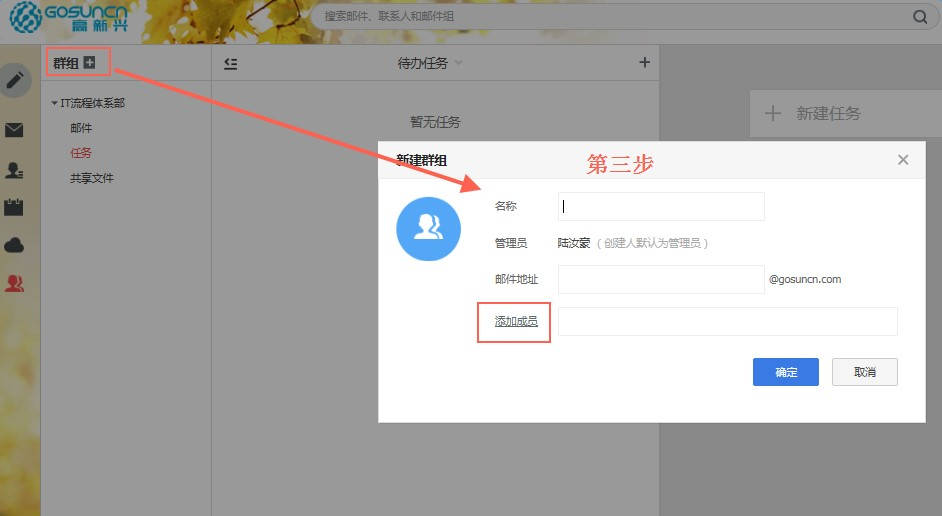 GOSUNCN
高新兴
搜索邮件、联系人和邮件组
群组
待办任务
IT流程体系部
邮件
任务
共享文件
暂无任务
新建任务
新建群组
第三步
名称
管理员 陆汝豪 （创建人默认为管理员）
邮件地址 @gosuncn.com
添加成员
确定 取消